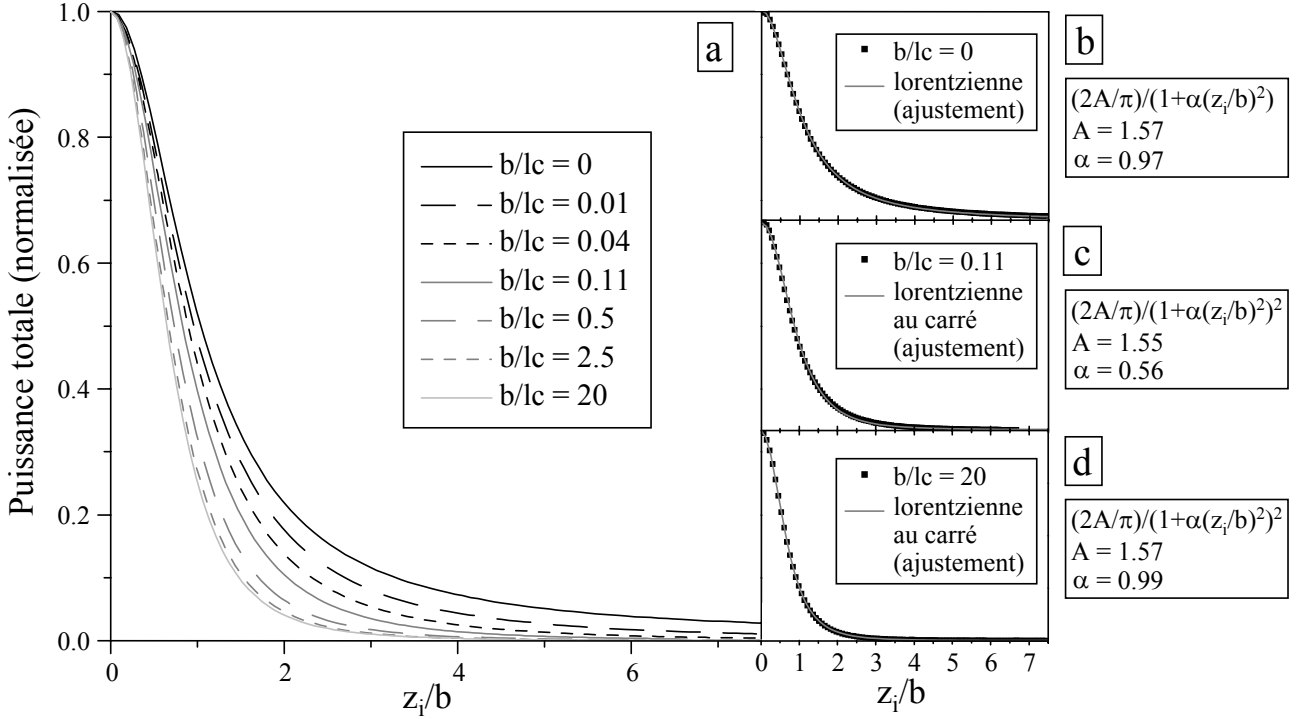 1.0
0.8
0.6
0.4
0.2
0.0
Puissance totale (normalisée)
0
2
4
6
z_i/b
a
b/lc = 0
b/lc = 0.01
b/lc = 0.04
b/lc = 0.11
b/lc = 0.5
b/lc = 2.5
b/lc = 20
b/lc = 0
lorentzienne
(ajustement)
b
(2A/π)/(1+α(z_i/b)²)
A = 1.57
α = 0.97
b/lc = 0.11
lorentzienne
au carré
(ajustement)
c
(2A/π)/(1+α(z_i/b)²)²
A = 1.55
α = 0.56
b/lc = 20
lorentzienne
au carré
(ajustement)
d
(2A/π)/(1+α(z_i/b)²)²
A = 1.57
α = 0.99
0 1 2 3 4 5 6 7
z_i/b